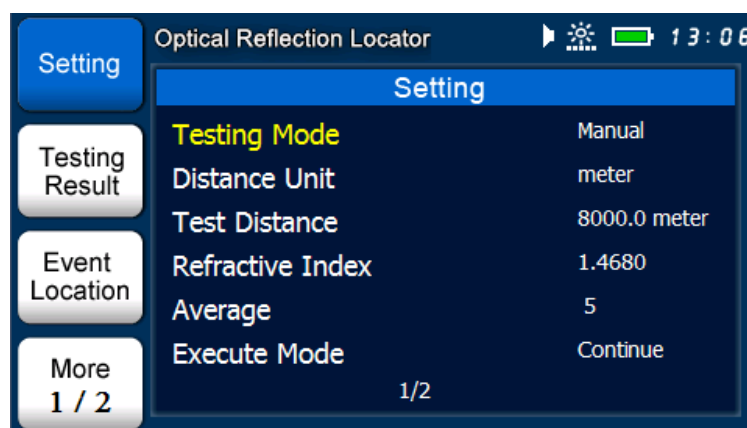 Optical Reflection Locator 13:06
Setting
Testing
Result
Event
Location
More
1 / 2
Setting
Testing Mode Manual
Distance Unit meter
Test Distance 8000.0 meter
Refractive Index 1.4680
Average 5
Execute Mode Continue
1/2